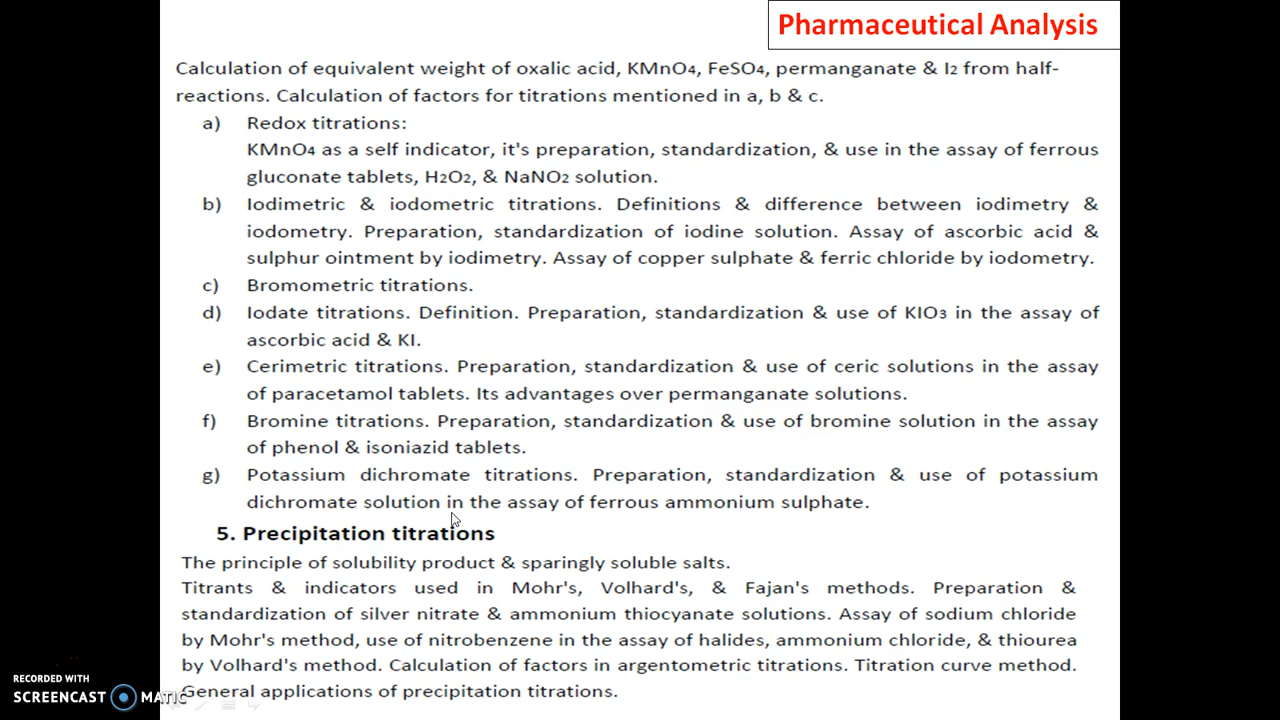 Pharmaceutical Analysis
Calculation of equivalent weight of oxalic acid, KMnO4, FeSO4, permanganate & I2 from half-
reactions. Calculation of factors for titrations mentioned in a, b & c.
a) Redox titrations:
KMnO4 as a self indicator, it's preparation, standardization, & use in the assay of ferrous
gluconate tablets, H2O2, & NaNO2 solution.
b) Iodimetric & iodometric titrations. Definitions & difference between iodimetry &
iodometry. Preparation, standardization of iodine solution. Assay of ascorbic acid &
sulphur ointment by iodimetry. Assay of copper sulphate & ferric chloride by iodometry.
c) Bromometric titrations.
d) Iodate titrations. Definition. Preparation, standardization & use of KIO3 in the assay of
ascorbic acid & KI.
e) Cerimetric titrations. Preparation, standardization & use of ceric solutions in the assay
of paracetamol tablets. Its advantages over permanganate solutions.
f) Bromine titrations. Preparation, standardization & use of bromine solution in the assay
of phenol & isoniazid tablets.
g) Potassium dichromate titrations. Preparation, standardization & use of potassium
dichromate solution in the assay of ferrous ammonium sulphate.
5. Precipitation titrations
The principle of solubility product & sparingly soluble salts.
Titrants & indicators used in Mohr's, Volhard's, & Fajan's methods. Preparation &
standardization of silver nitrate & ammonium thiocyanate solutions. Assay of sodium chloride
by Mohr's method, use of nitrobenzene in the assay of halides, ammonium chloride, & thiourea
by Volhard's method. Calculation of factors in argentometric titrations. Titration curve method.
General applications of precipitation titrations.
RECORDED WITH
SCREENCAST MATIC